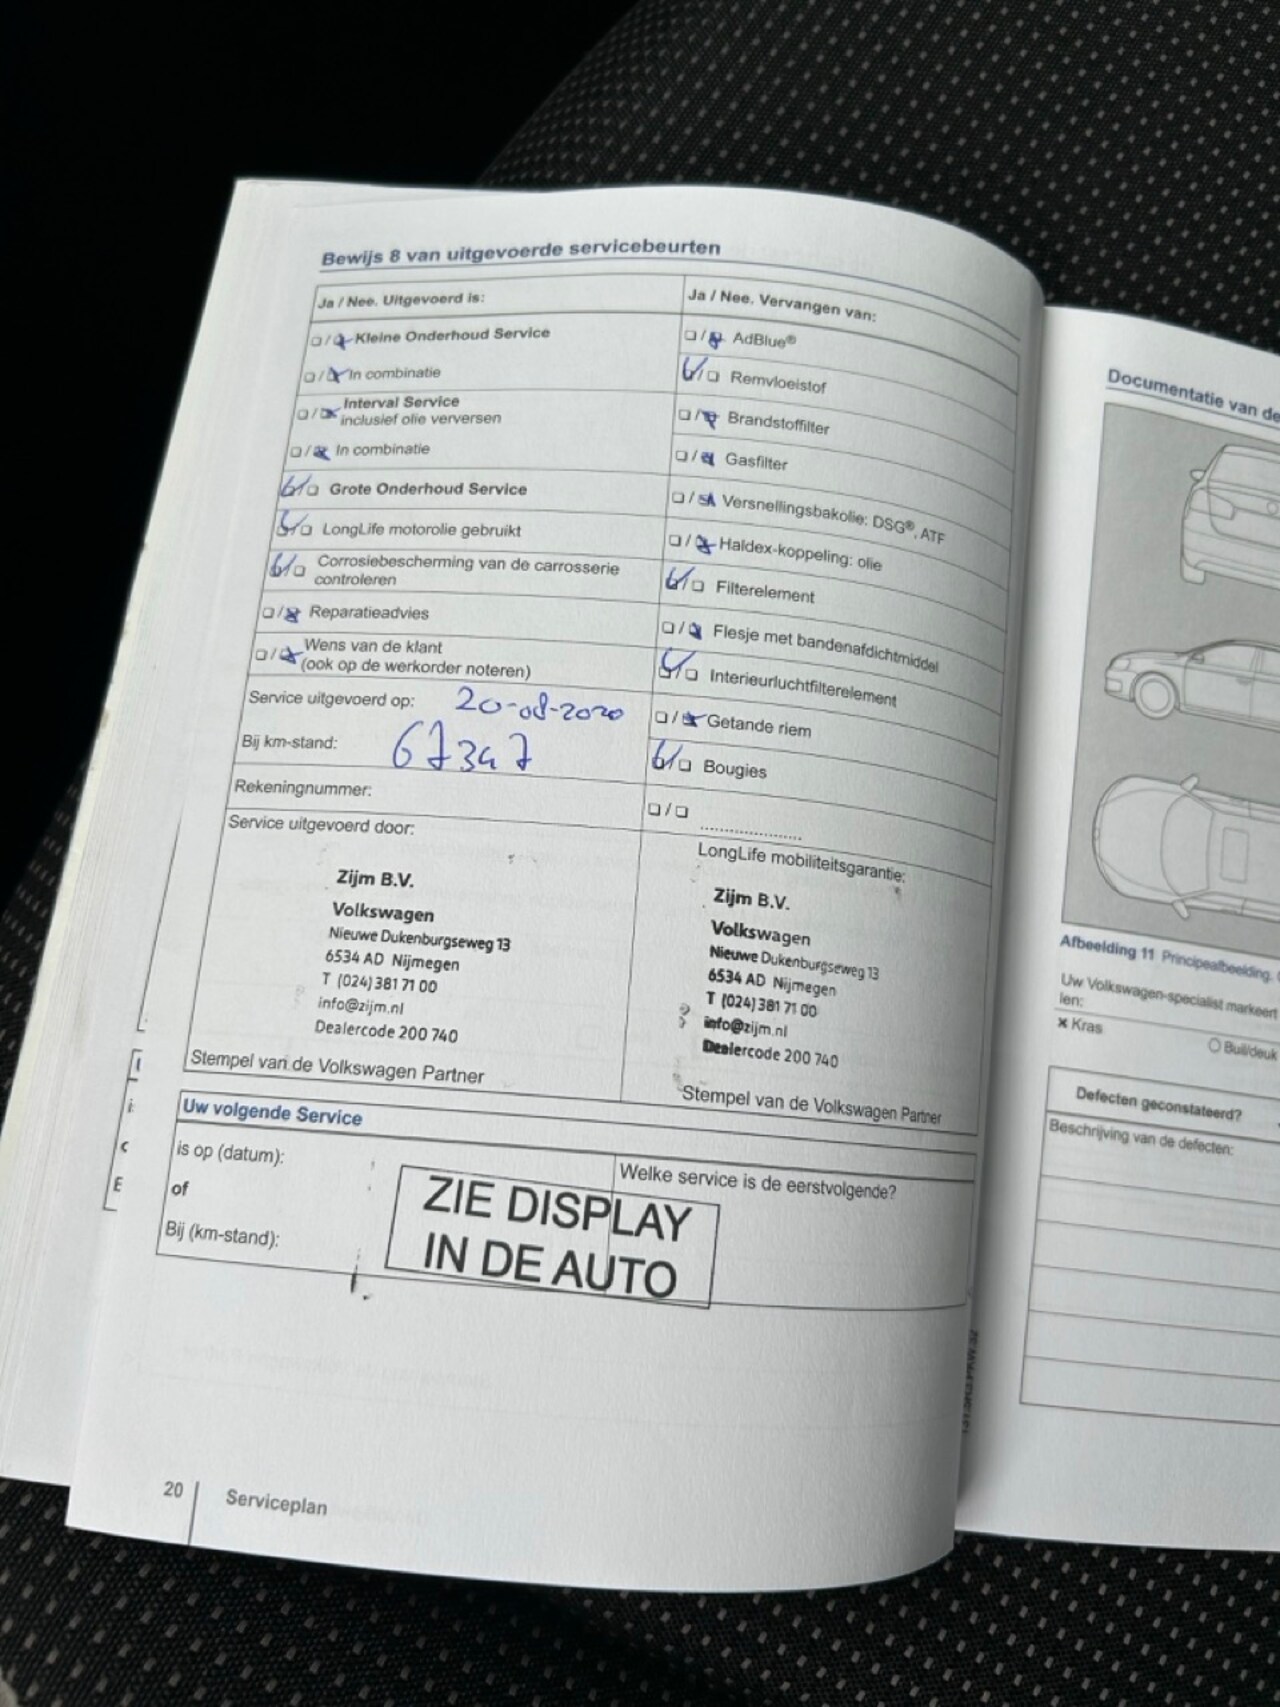 Bewijs 8 van uitgevoerde servicebeurten
Ja / Nee. Uitgevoerd is:
Kleine Onderhoud Service
In combinatie
Interval Service
inclusief olie verversen
In combinatie
Grote Onderhoud Service
LongLife motorolie gebruikt
Corrosiebescherming van de carrosserie
controleren
Reparatieadvies
Wens van de klant
(ook op de werkorder noteren)
Service uitgevoerd op: 20-08-2020
Bij km-stand: 67347
Rekeningnummer:
Service uitgevoerd door:
Zijm B.V.
Volkswagen
Nieuwe Dukenburgseweg 13
6534 AD Nijmegen
T (024) 381 71 00
info@zijm.nl
Dealercode 200 740
Stempel van de Volkswagen Partner
Ja / Nee. Vervangen van:
AdBlue®
Remvloeistof
Brandstoffilter
Gasfilter
Versnellingsbakolie: DSG®, ATF
Haldex-koppeling: olie
Filterelement
Flesje met bandenafdichtmiddel
Interieurluchtfilterelement
Getande riem
Bougies
....................
LongLife mobiliteitsgarantie:
Zijm B.V.
Volkswagen
Nieuwe Dukenburgseweg 13
6534 AD Nijmegen
T (024) 381 71 00
info@zijm.nl
Dealercode 200 740
Stempel van de Volkswagen Partner
Uw volgende Service
is op (datum):
of
Bij (km-stand):
Welke service is de eerstvolgende?
ZIE DISPLAY
IN DE AUTO
20 Serviceplan
Documentatie van de
Afbeelding 11 Principeafbeelding.
Uw Volkswagen-specialist markeert
len:
× Kras
Buil/deuk
Defecten geconstateerd?
Beschrijving van de defecten: